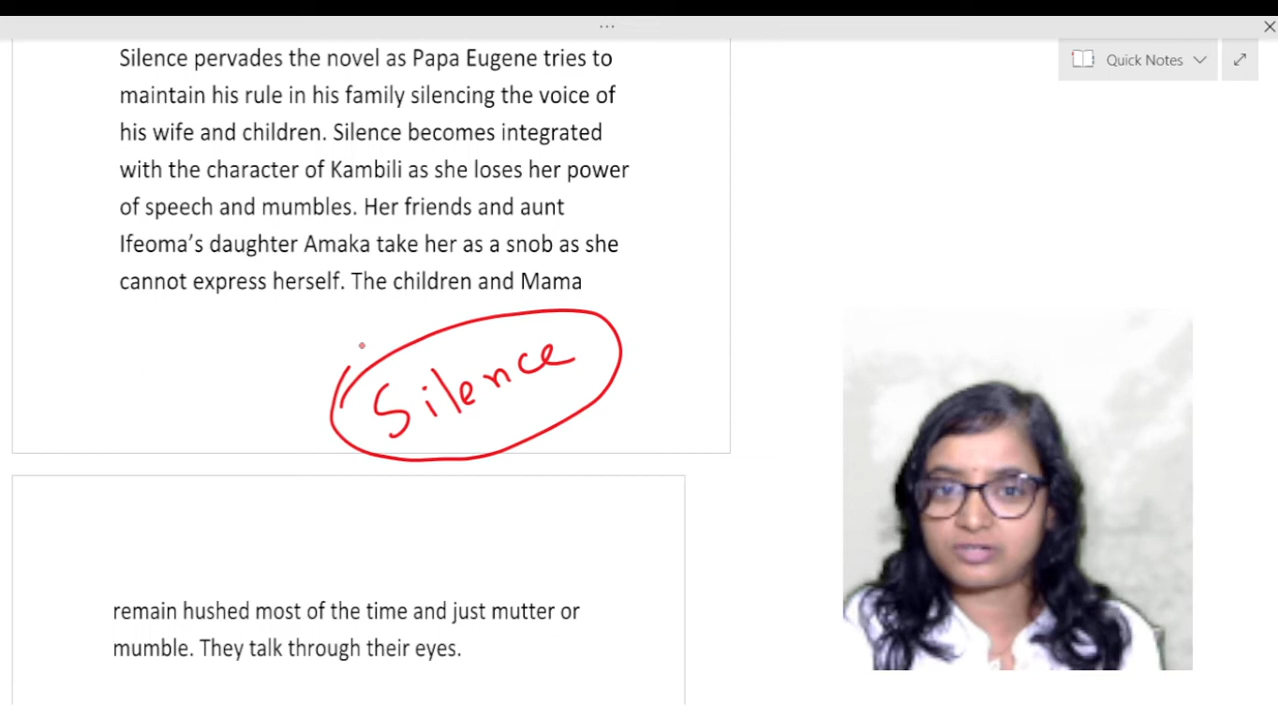 Quick Notes
Silence pervades the novel as Papa Eugene tries to
maintain his rule in his family silencing the voice of
his wife and children. Silence becomes integrated
with the character of Kambili as she loses her power
of speech and mumbles. Her friends and aunt
Ifeoma’s daughter Amaka take her as a snob as she
cannot express herself. The children and Mama
Silence
remain hushed most of the time and just mutter or
mumble. They talk through their eyes.